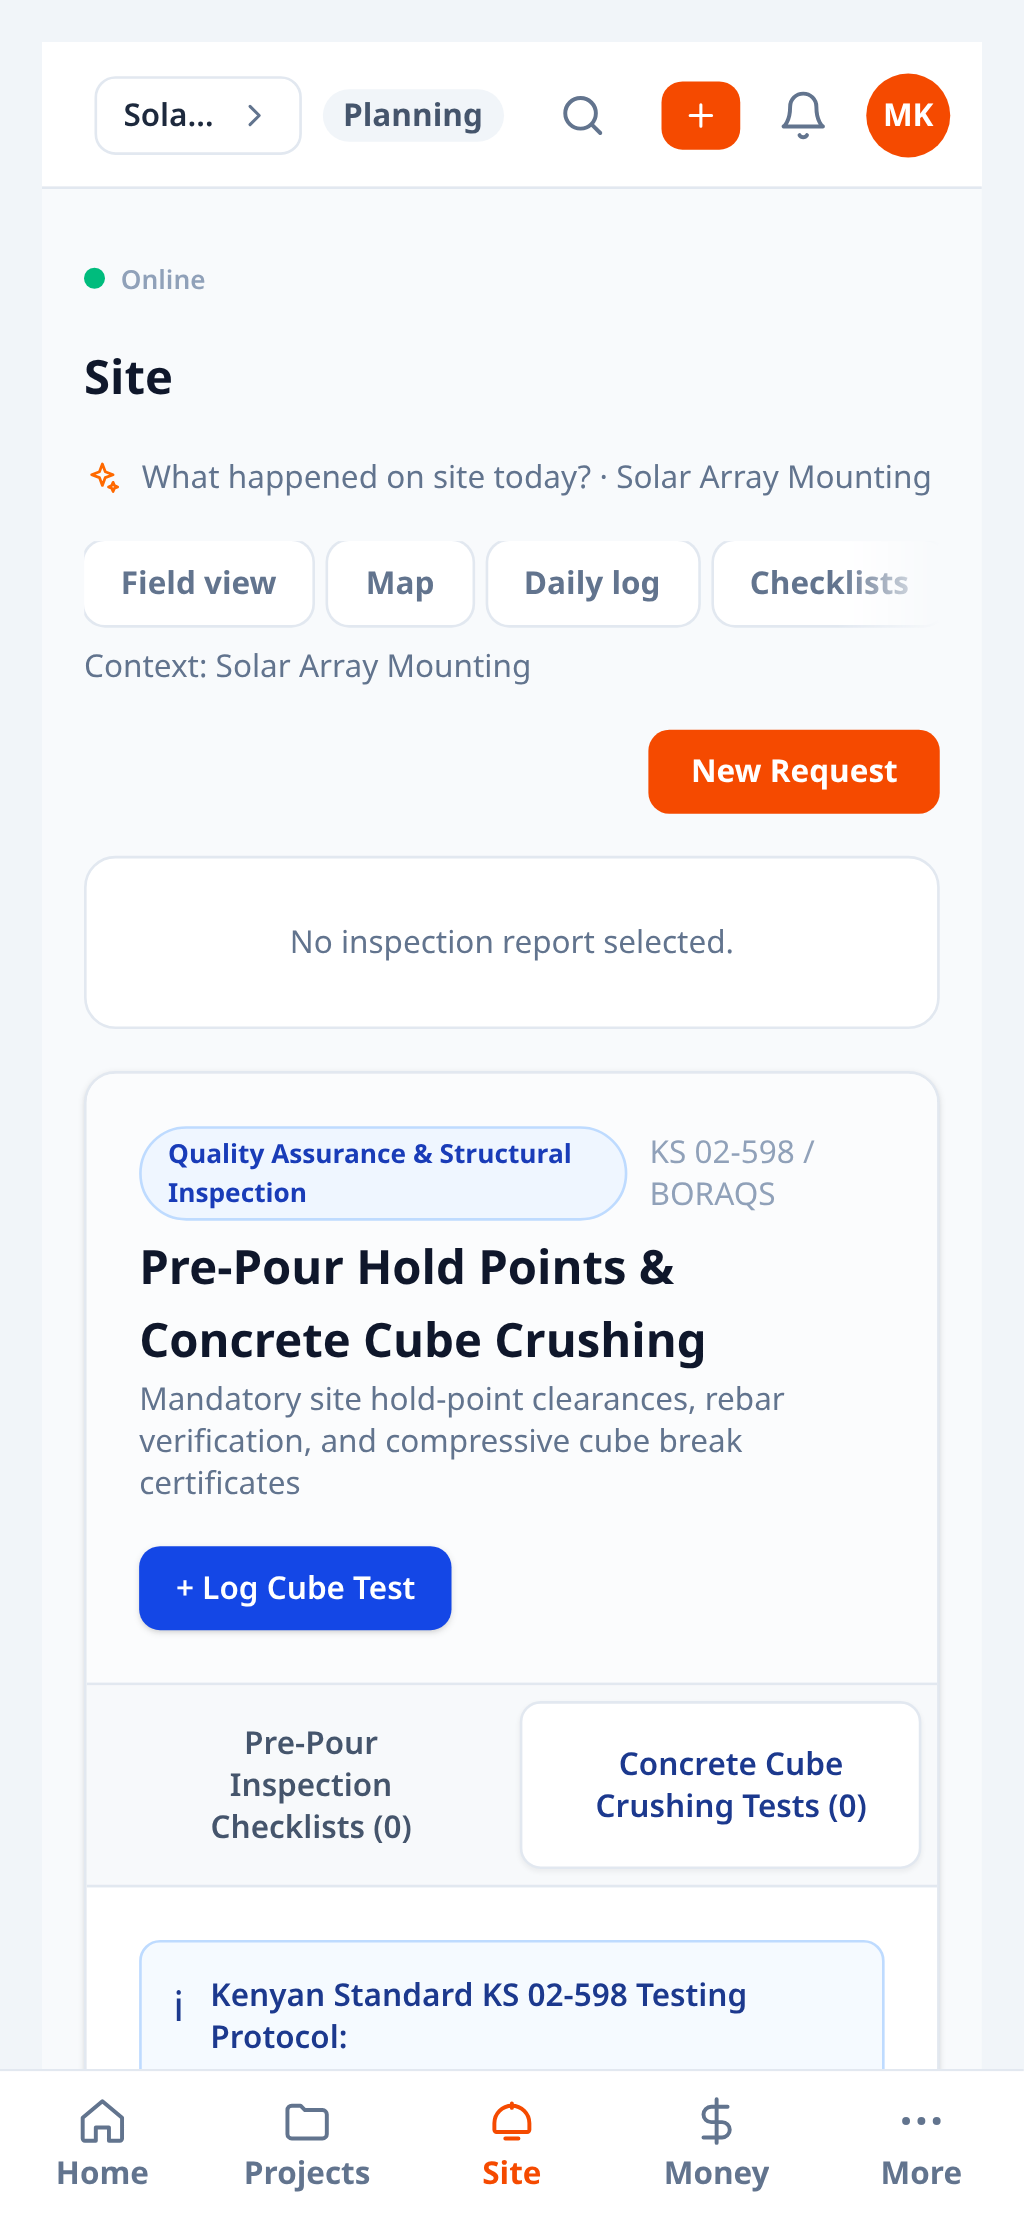 Sola...
Planning
MK
Online
Site
What happened on site today? · Solar Array Mounting
Field view
Map
Daily log
Checklists
Context: Solar Array Mounting
New Request
No inspection report selected.
Quality Assurance & Structural
Inspection
KS 02-598 /
BORAQS
Pre-Pour Hold Points &
Concrete Cube Crushing
Mandatory site hold-point clearances, rebar
verification, and compressive cube break
certificates
+ Log Cube Test
Pre-Pour
Inspection
Checklists (0)
Concrete Cube
Crushing Tests (0)
i Kenyan Standard KS 02-598 Testing
Protocol:
Home
Projects
Site
Money
More